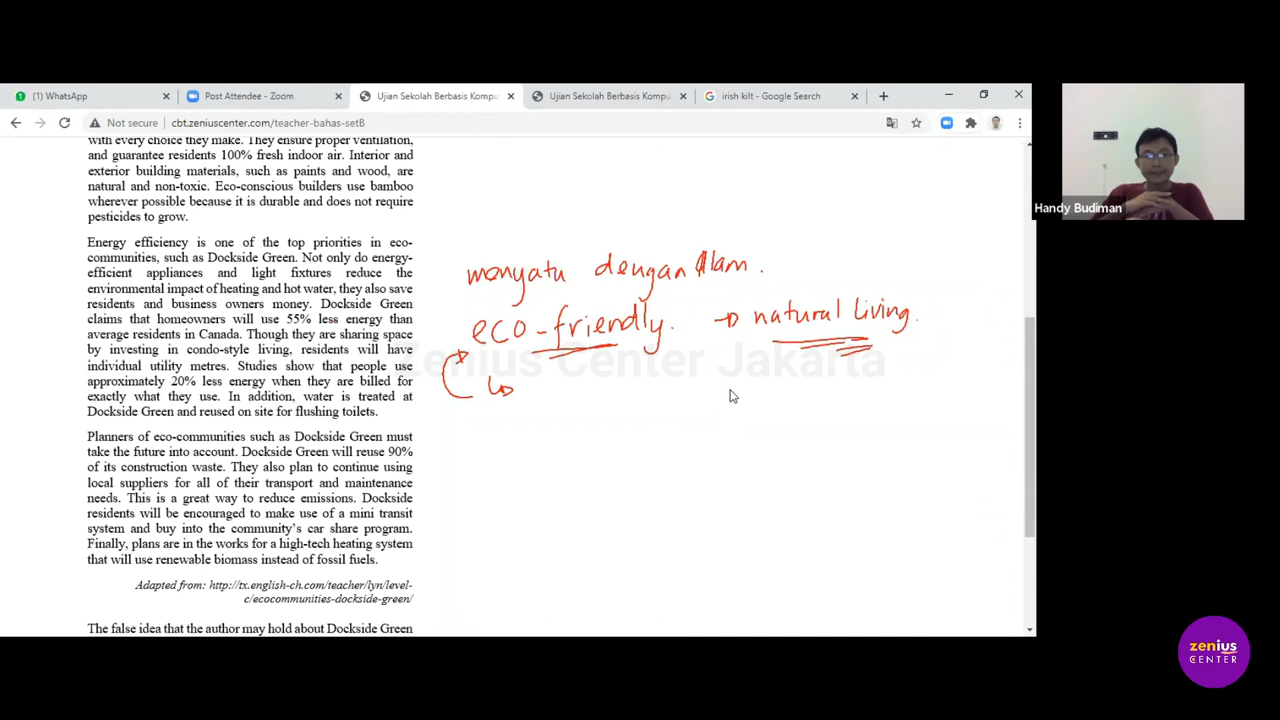 (1) WhatsApp
Post Attendee - Zoom
Ujian Sekolah Berbasis Kompu
Ujian Sekolah Berbasis Kompu
irish kilt - Google Search
Not secure
cbt.zeniuscenter.com/teacher-bahas-setB
with every choice they make. They ensure proper ventilation,
and guarantee residents 100% fresh indoor air. Interior and
exterior building materials, such as paints and wood, are
natural and non-toxic. Eco-conscious builders use bamboo
wherever possible because it is durable and does not require
pesticides to grow.
Energy efficiency is one of the top priorities in eco-
communities, such as Dockside Green. Not only do energy-
efficient appliances and light fixtures reduce the
environmental impact of heating and hot water, they also save
residents and business owners money. Dockside Green
claims that homeowners will use 55% less energy than
average residents in Canada. Though they are sharing space
by investing in condo-style living, residents will have
individual utility metres. Studies show that people use
approximately 20% less energy when they are billed for
exactly what they use. In addition, water is treated at
Dockside Green and reused on site for flushing toilets.
Planners of eco-communities such as Dockside Green must
take the future into account. Dockside Green will reuse 90%
of its construction waste. They also plan to continue using
local suppliers for all of their transport and maintenance
needs. This is a great way to reduce emissions. Dockside
residents will be encouraged to make use of a mini transit
system and buy into the community's car share program.
Finally, plans are in the works for a high-tech heating system
that will use renewable biomass instead of fossil fuels.
Adapted from: http://tx.english-ch.com/teacher/lyn/level-
c/ecocommunities-dockside-green/
The false idea that the author may hold about Dockside Green
menyatu dengan Alam.
eco-friendly. → natural living.
Zenius Center Jakarta
Handy Budiman
zenius
CENTER